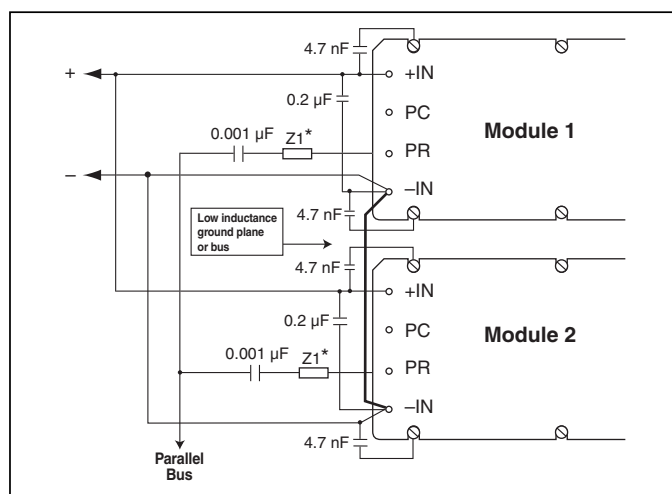 4.7 nF
+
+IN
0.2 µF
PC
Module 1
0.001 µF
Z1*
PR
–
–IN
4.7 nF
Low inductance
ground plane
or bus
4.7 nF
+IN
0.2 µF
PC
Module 2
0.001 µF
Z1*
PR
–IN
4.7 nF
Parallel
Bus